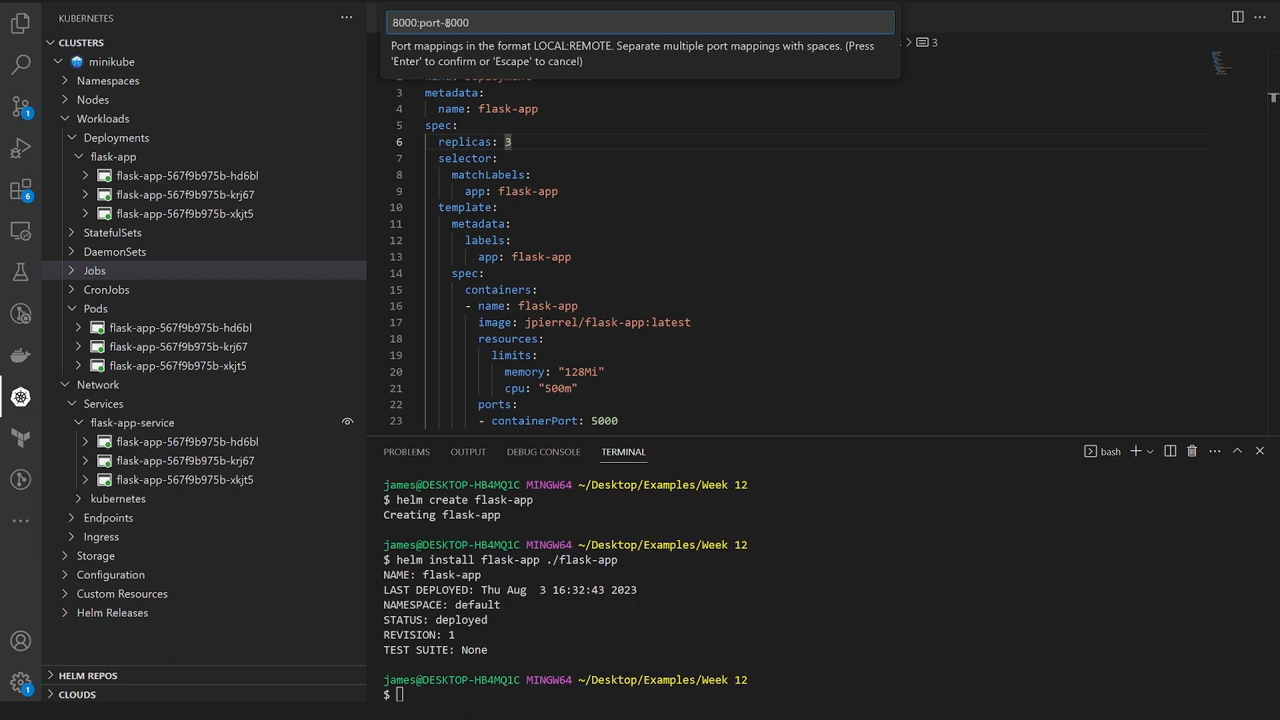 KUBERNETES
CLUSTERS
minikube
Namespaces
Nodes
Workloads
Deployments
flask-app
flask-app-567f9b975b-hd6bl
flask-app-567f9b975b-krj67
flask-app-567f9b975b-xkjt5
StatefulSets
DaemonSets
Jobs
CronJobs
Pods
flask-app-567f9b975b-hd6bl
flask-app-567f9b975b-krj67
flask-app-567f9b975b-xkjt5
Network
Services
flask-app-service
flask-app-567f9b975b-hd6bl
flask-app-567f9b975b-krj67
flask-app-567f9b975b-xkjt5
kubernetes
Endpoints
Ingress
Storage
Configuration
Custom Resources
Helm Releases
HELM REPOS
CLOUDS
1
6
1
8000:port-8000
Port mappings in the format LOCAL:REMOTE. Separate multiple port mappings with spaces. (Press
'Enter' to confirm or 'Escape' to cancel)
3
3 metadata:
4 name: flask-app
5 spec:
6 replicas: 3
7 selector:
8 matchLabels:
9 app: flask-app
10 template:
11 metadata:
12 labels:
13 app: flask-app
14 spec:
15 containers:
16 - name: flask-app
17 image: jpierrel/flask-app:latest
18 resources:
19 limits:
20 memory: "128Mi"
21 cpu: "500m"
22 ports:
23 - containerPort: 5000
PROBLEMS OUTPUT DEBUG CONSOLE TERMINAL bash
james@DESKTOP-HB4MQ1C MINGW64 ~/Desktop/Examples/Week 12
$ helm create flask-app
Creating flask-app
james@DESKTOP-HB4MQ1C MINGW64 ~/Desktop/Examples/Week 12
$ helm install flask-app ./flask-app
NAME: flask-app
LAST DEPLOYED: Thu Aug 3 16:32:43 2023
NAMESPACE: default
STATUS: deployed
REVISION: 1
TEST SUITE: None
james@DESKTOP-HB4MQ1C MINGW64 ~/Desktop/Examples/Week 12
$